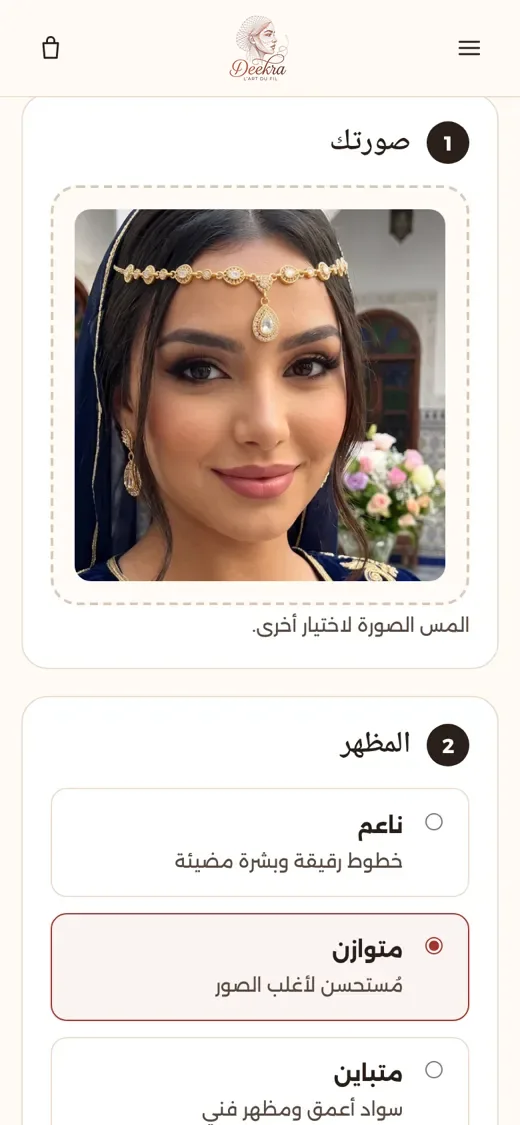 Deekra
L'ART DU FIL
1 صورتك
المس الصورة لاختيار أخرى.
2 المظهر
ناعم
خطوط رقيقة وبشرة مضيئة
متوازن
مُستحسن لأغلب الصور
متباين
سواد أعمق ومظهر فني